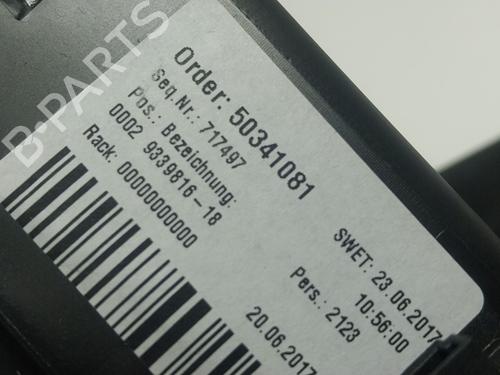 B-PARTS
Order: 50341081
Seq.Nr.: 717497
Pos.: Bezeichnung:
0002 9339816-18
Rack: 00000000000
SWET: 23.06.2017
10:56:00
Pers.: 2123
20.06.2017